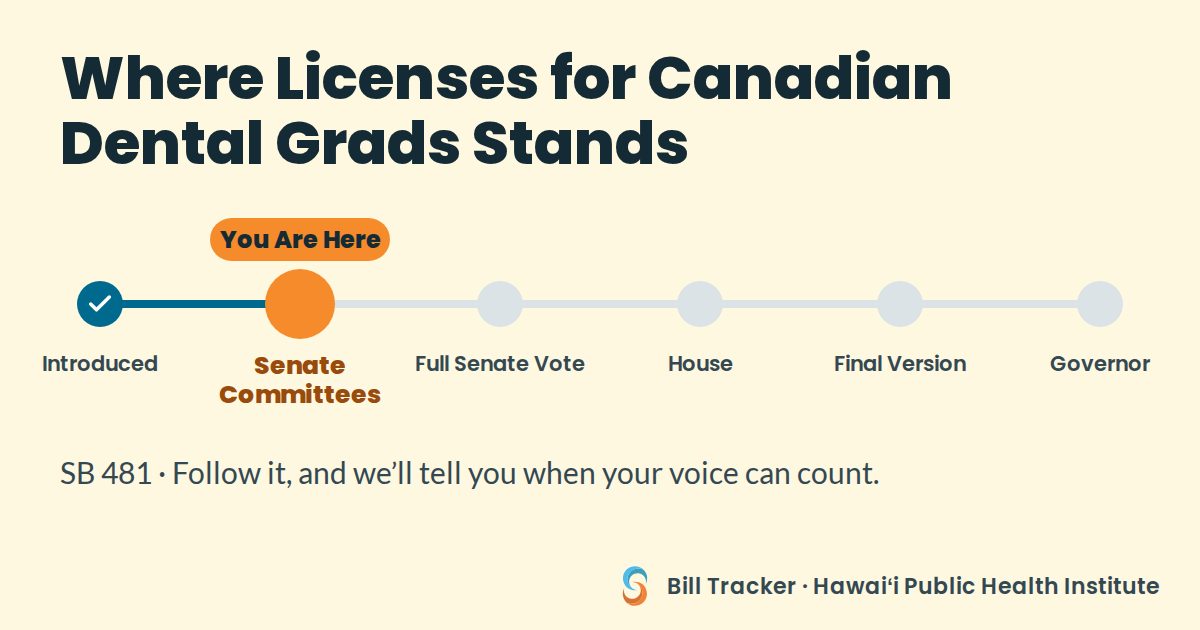 Where Licenses for Canadian
Dental Grads Stands
You Are Here
Introduced
Senate
Committees
Full Senate Vote
House
Final Version
Governor
SB 481 · Follow it, and we’ll tell you when your voice can count.
Bill Tracker · Hawaiʻi Public Health Institute